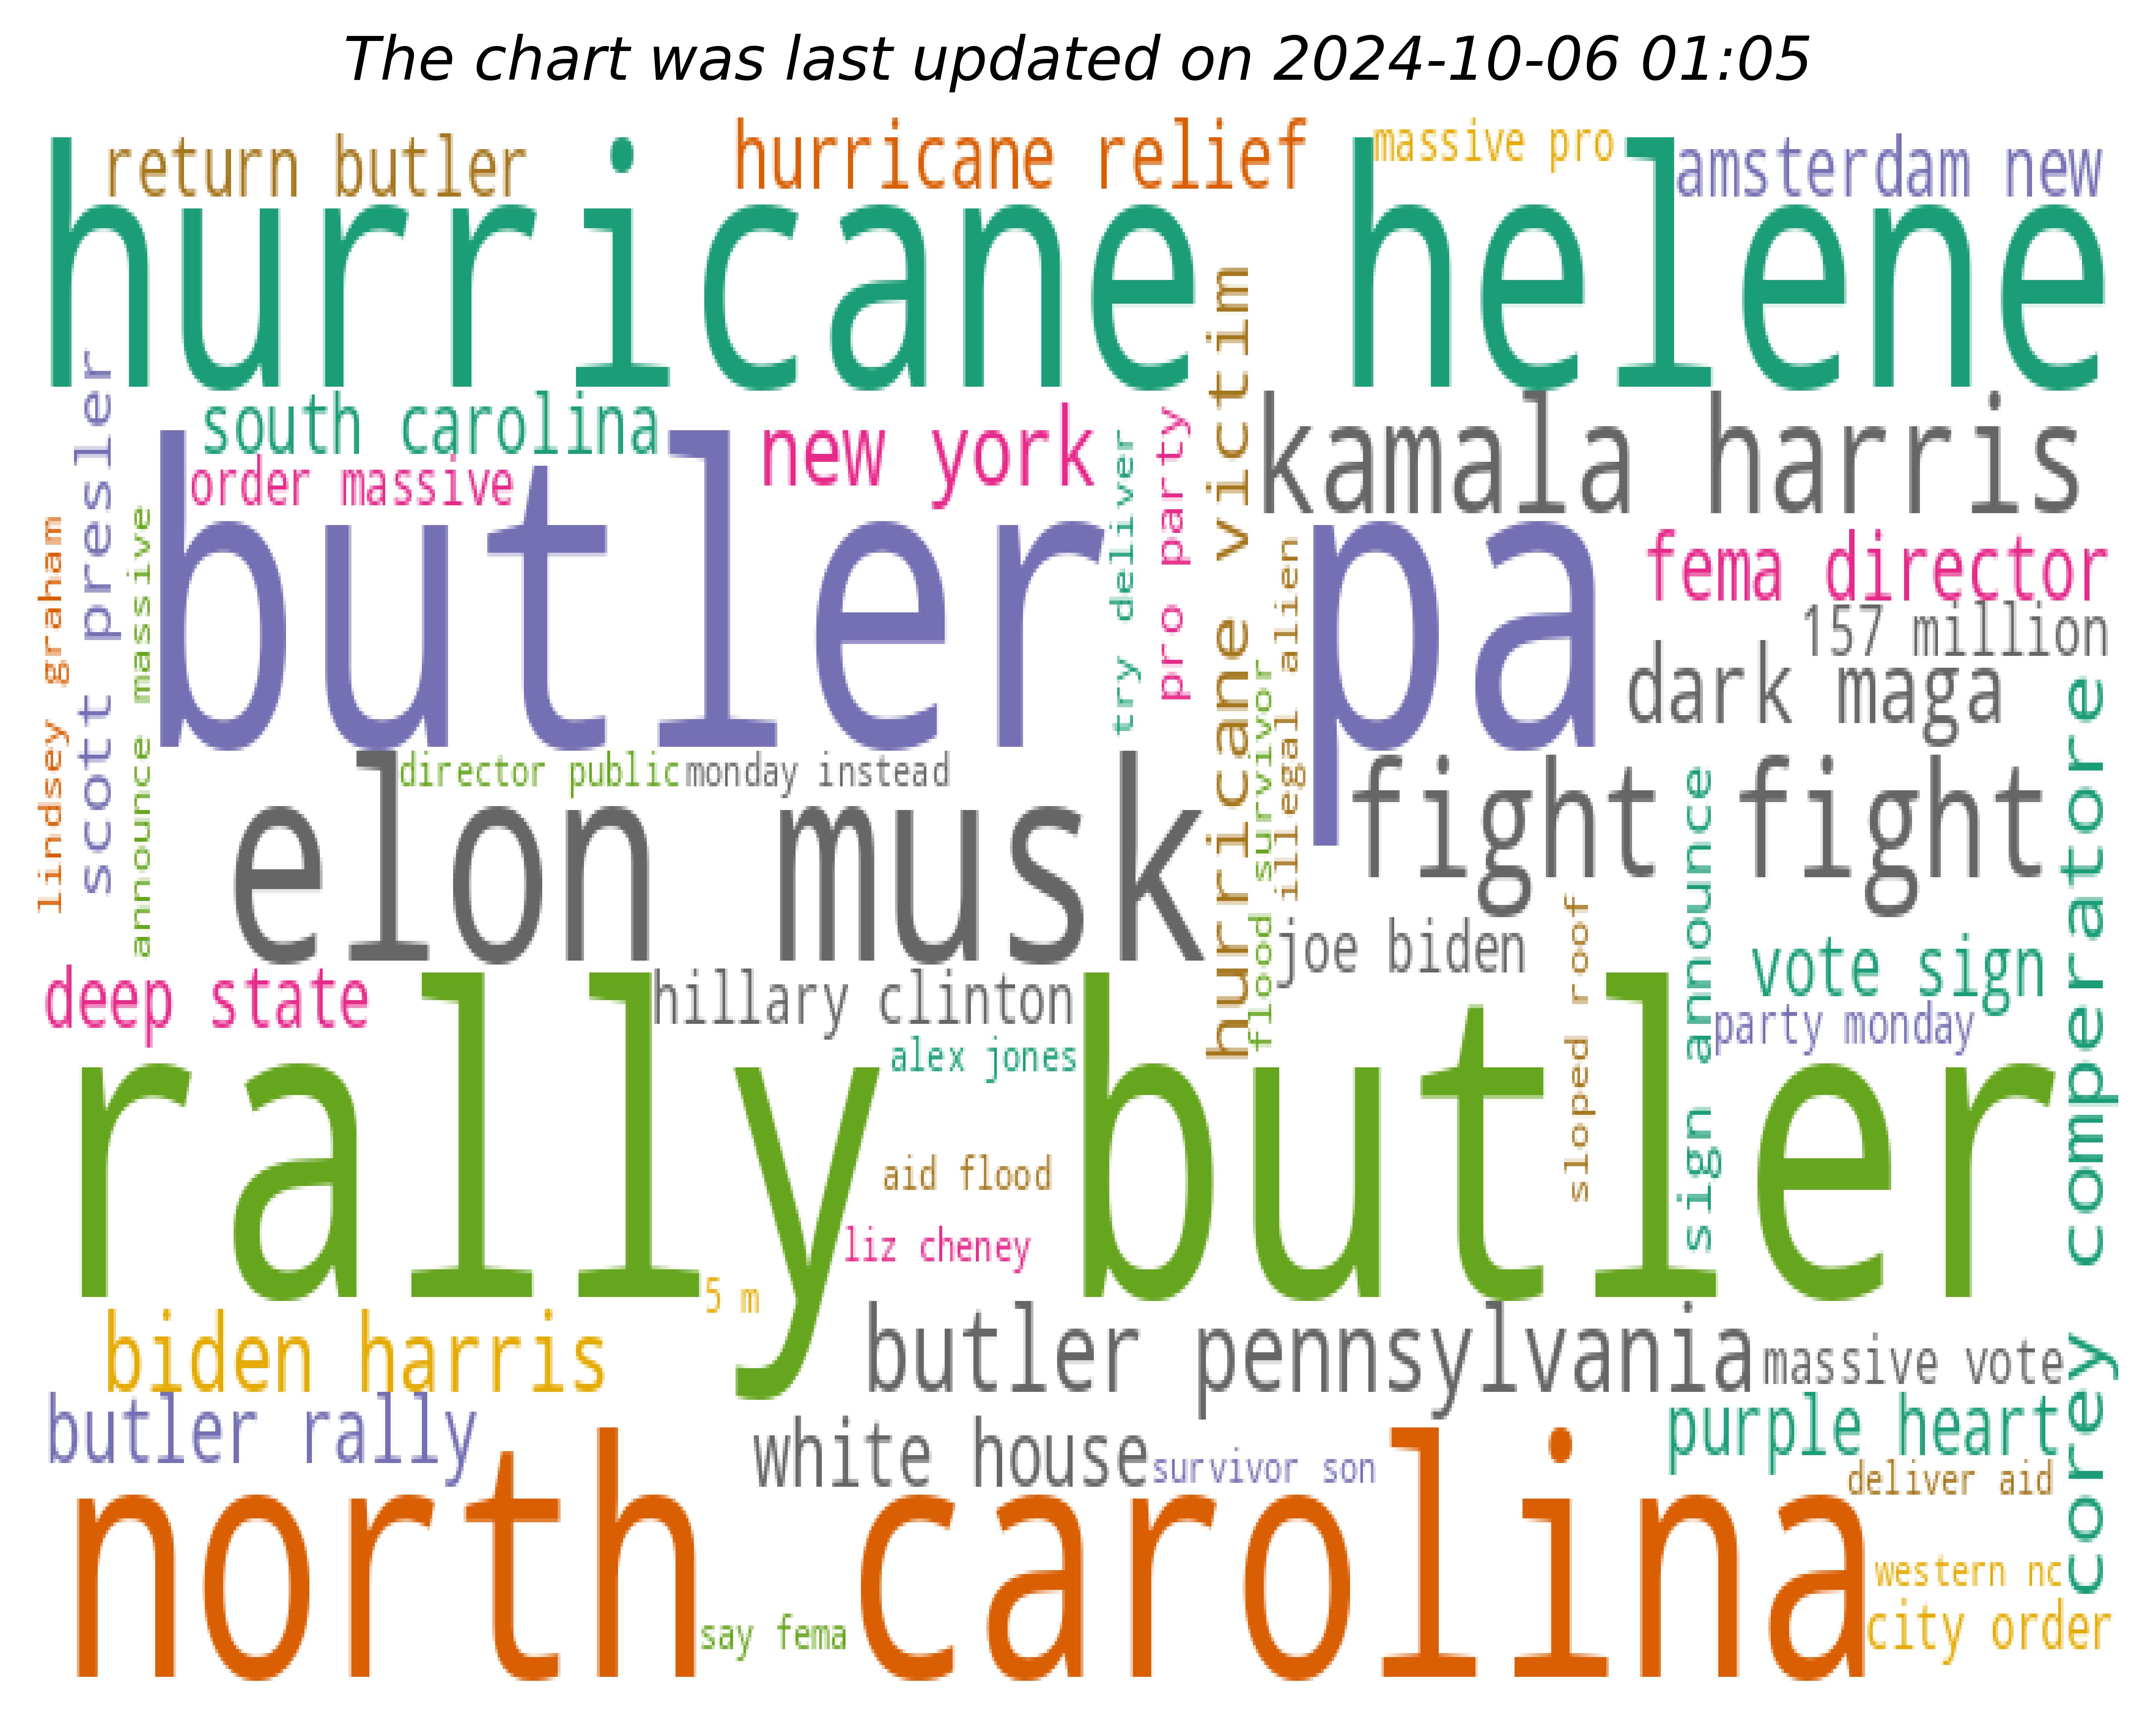 The chart was last updated on 2024-10-06 01:05
return butler
hurricane relief
massive pro
amsterdam new
hurricane helene
south carolina
order massive
new york
kamala harris
butler pa
fema director
157 million
dark maga
lindsey graham
scott presler
announce massive
try deliver
pro party
hurricane victim
flood survivor
illegal alien
director public
monday instead
elon musk
fight fight
joe biden
sloped roof
sign announce
vote sign
party monday
corey comperatore
deep state
hillary clinton
alex jones
rally butler
aid flood
liz cheney
5 m
biden harris
butler pennsylvania
massive vote
butler rally
white house
survivor son
purple heart
deliver aid
north carolina
say fema
western nc
city order